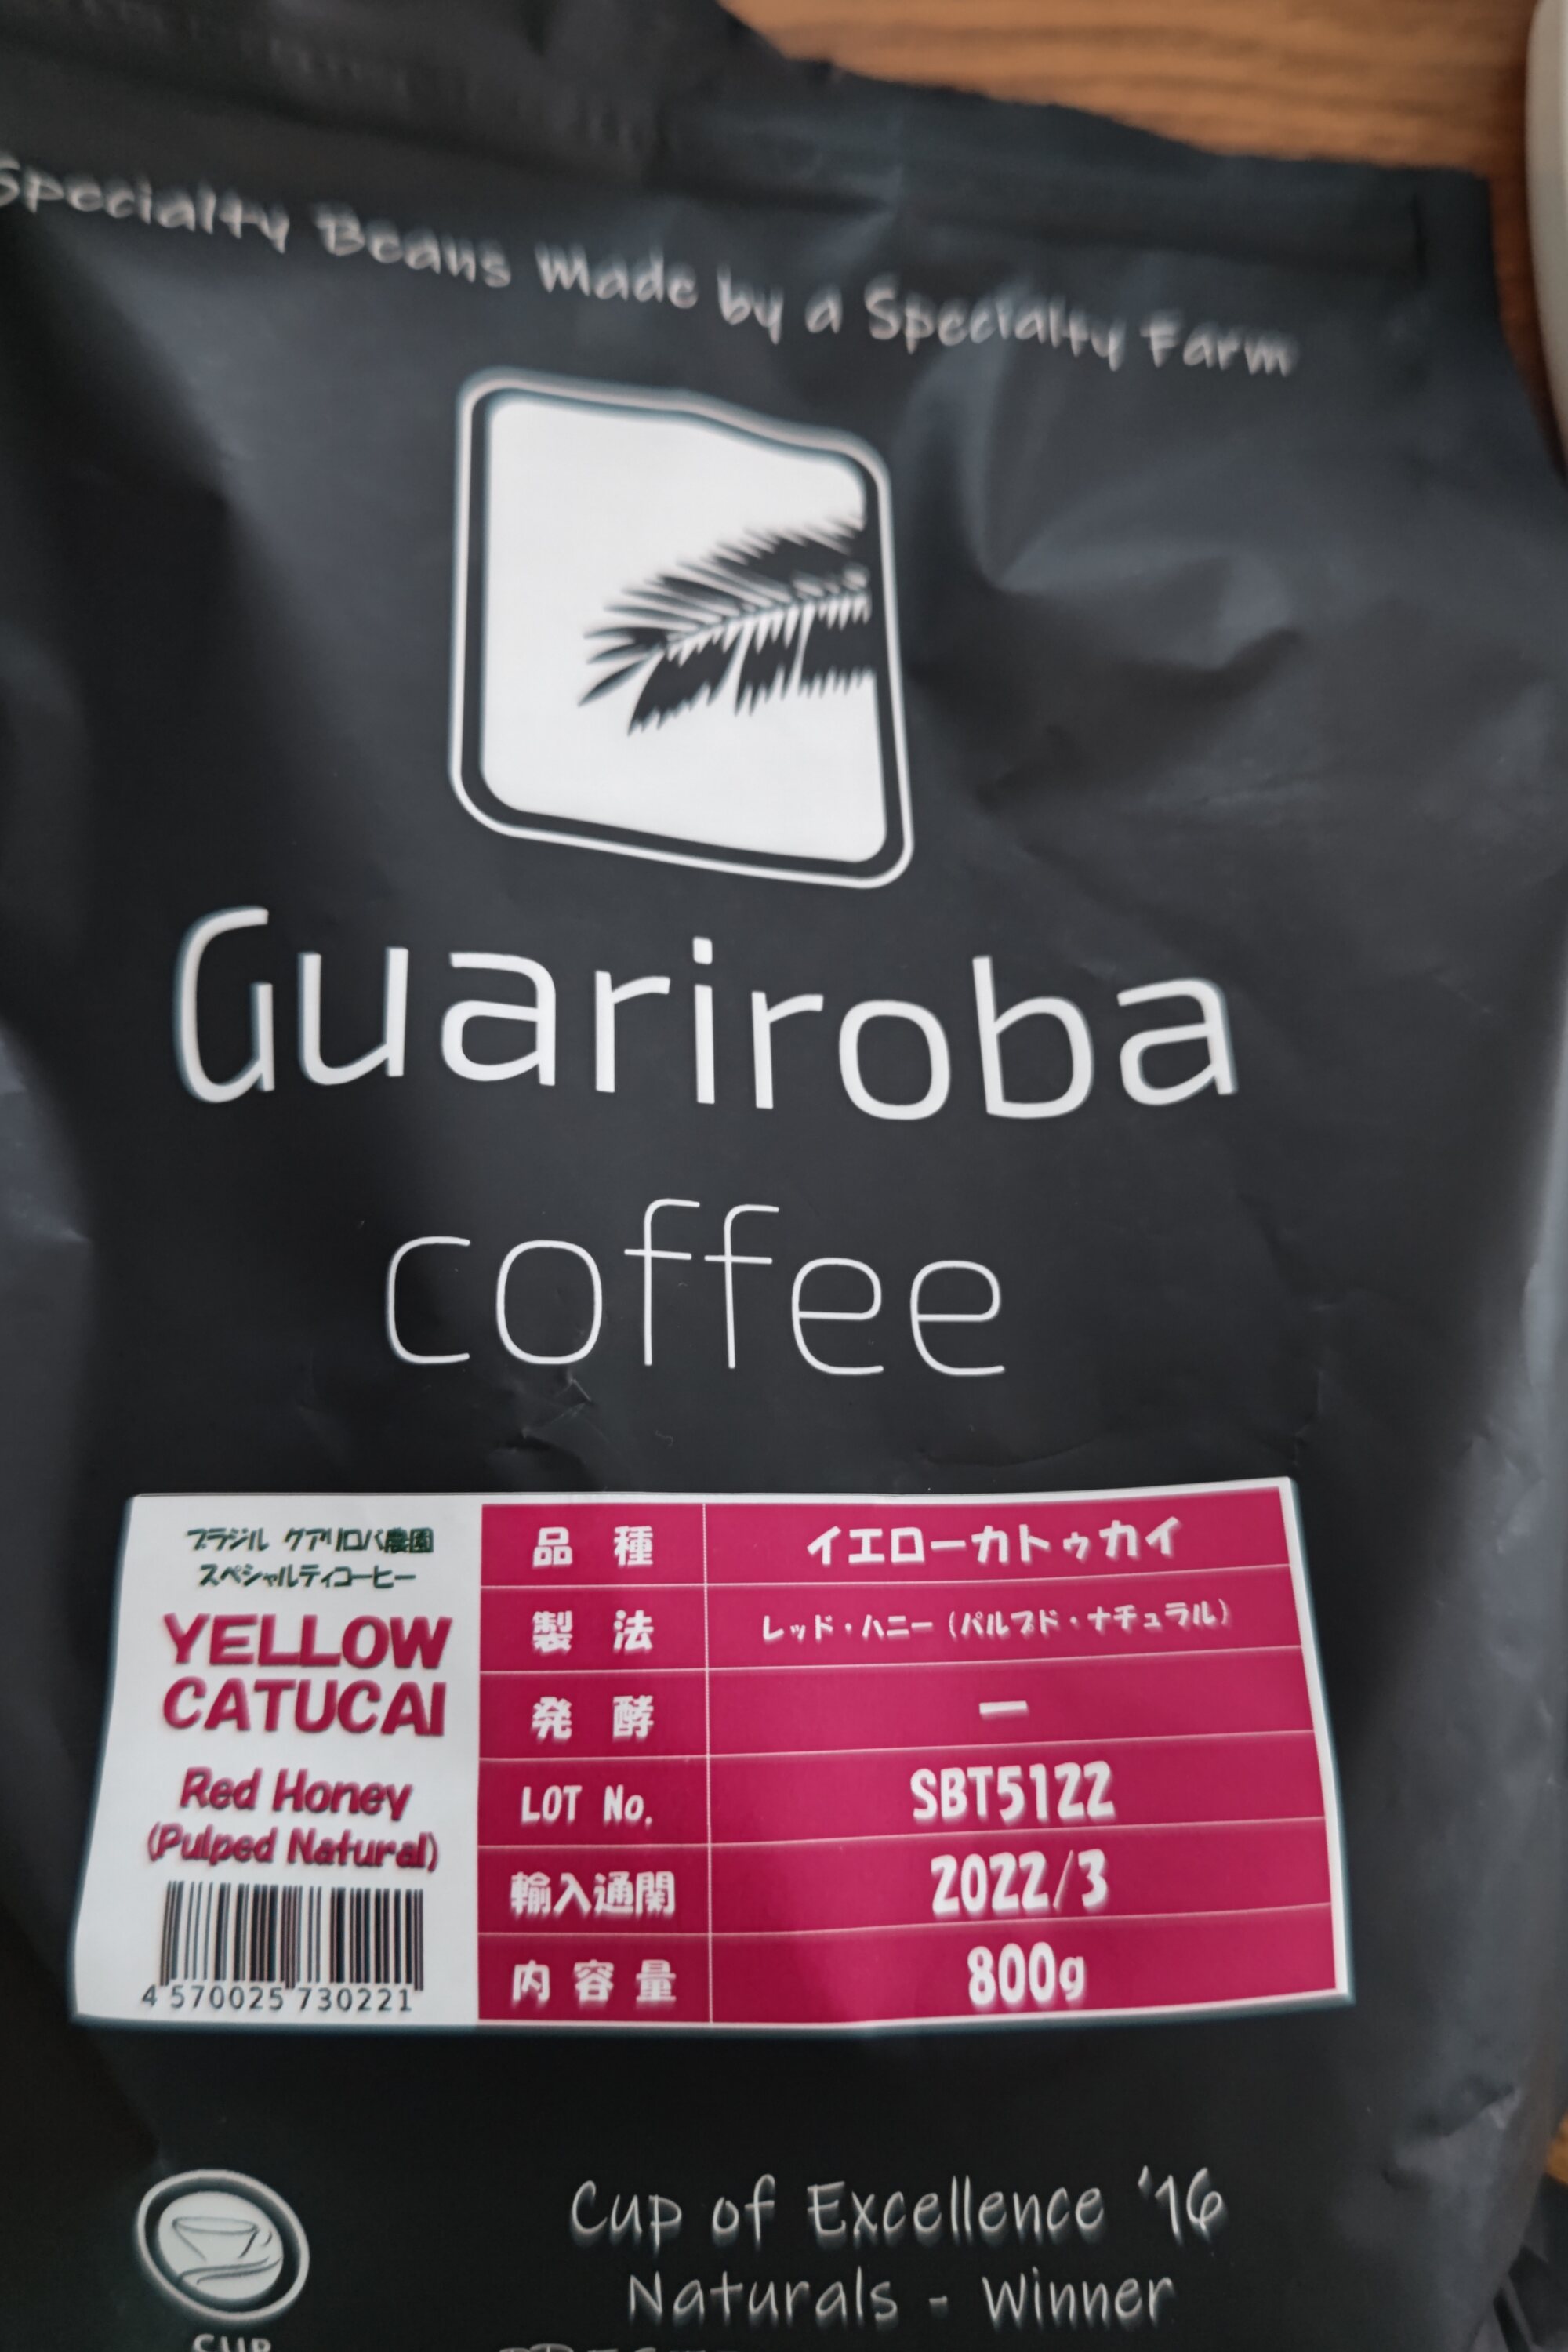 Specialty Beans Made by a Specialty Farm
Guariroba
coffee
ブラジル グアリロバ農園
スペシャルティコーヒー
YELLOW
CATUCAI
Red Honey
(Pulped Natural)
4 570025 730221
品種 イエローカトゥカイ
製法 レッド・ハニー（パルプド・ナチュラル）
発酵 ー
LOT No. SBT5122
輸入通関 2022/3
内容量 800g
Cup of Excellence '16
Naturals - Winner
CUP